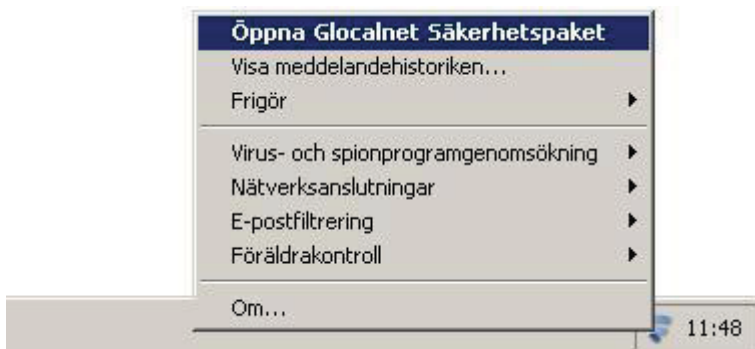 Öppna Glocalnet Säkerhetspaket
Visa meddelandehistoriken...
Frigör
Virus- och spionprogramgenomsökning
Nätverksanslutningar
E-postfiltrering
Föräldrakontroll
Om...
11:48